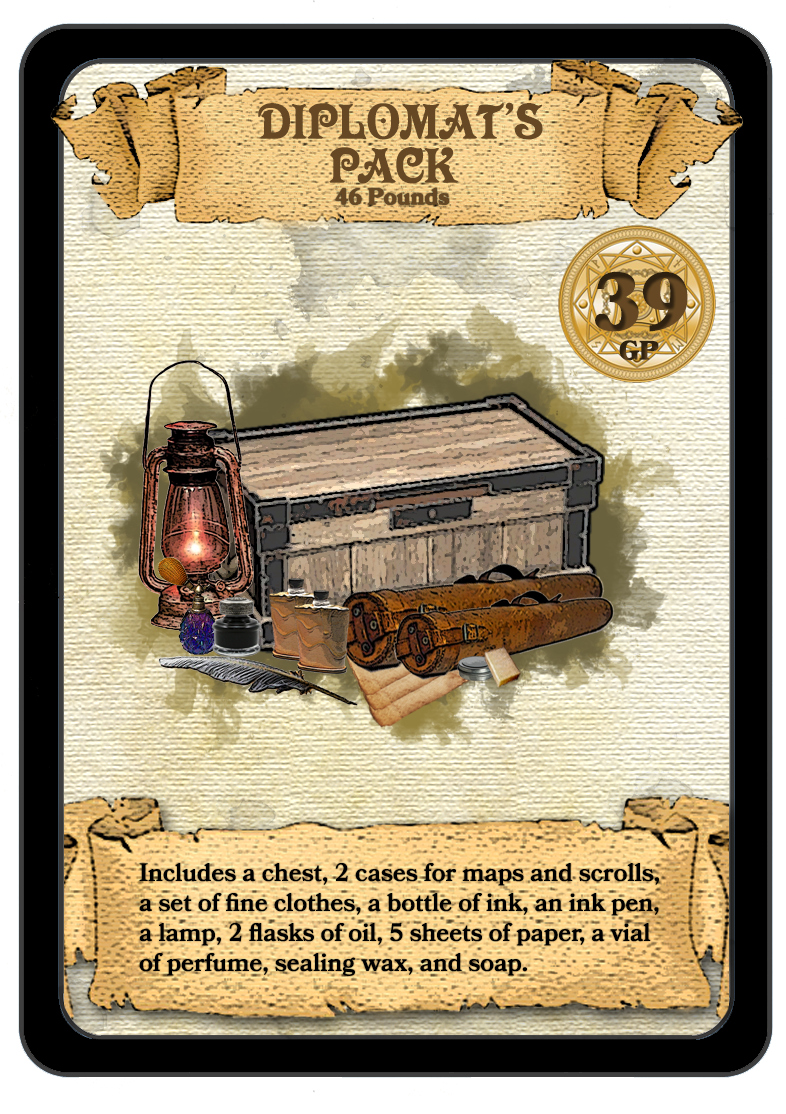 DIPLOMAT'S
PACK
46 Pounds
39
GP
Includes a chest, 2 cases for maps and scrolls,
a set of fine clothes, a bottle of ink, an ink pen,
a lamp, 2 flasks of oil, 5 sheets of paper, a vial
of perfume, sealing wax, and soap.